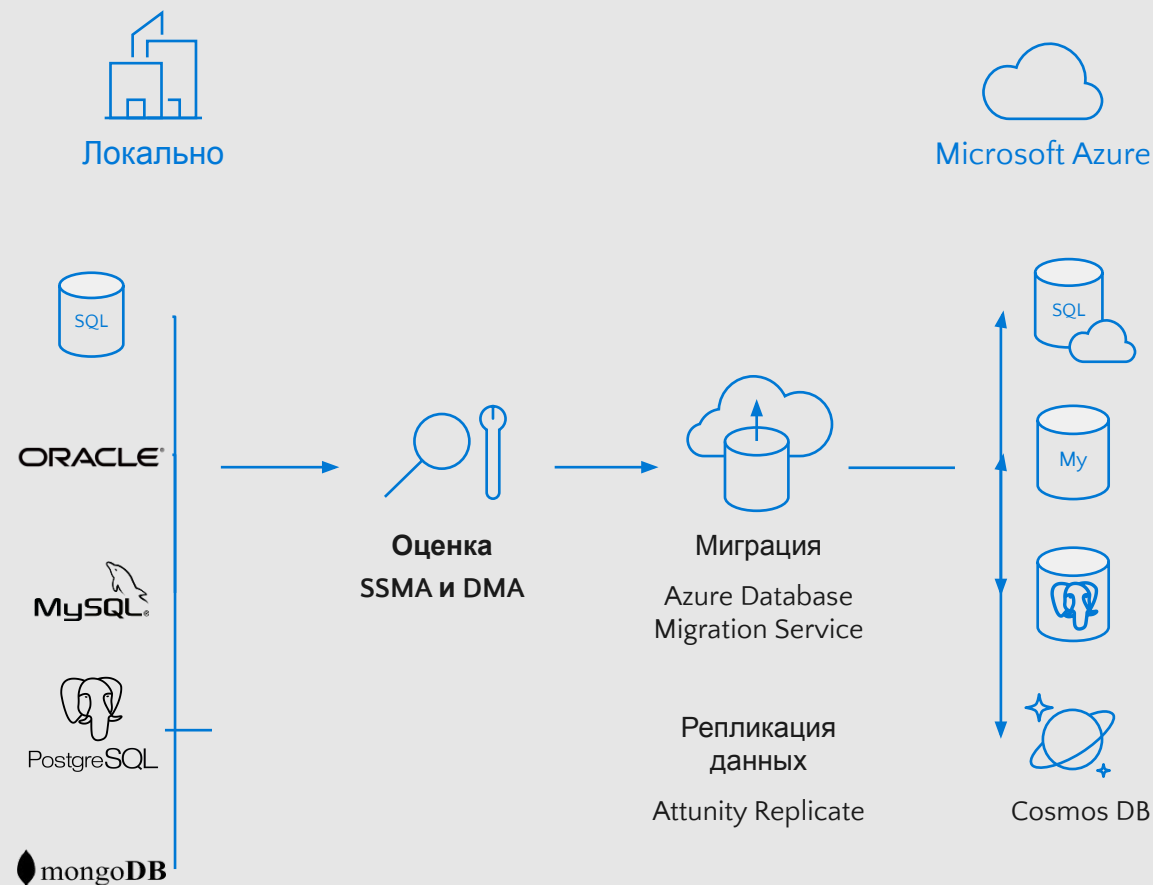 Локально
Microsoft Azure
SQL
SQL
ORACLE®
My
MySQL®
PostgreSQL
mongoDB
Оценка
SSMA и DMA
Миграция
Azure Database
Migration Service
Репликация
данных
Attunity Replicate
Cosmos DB